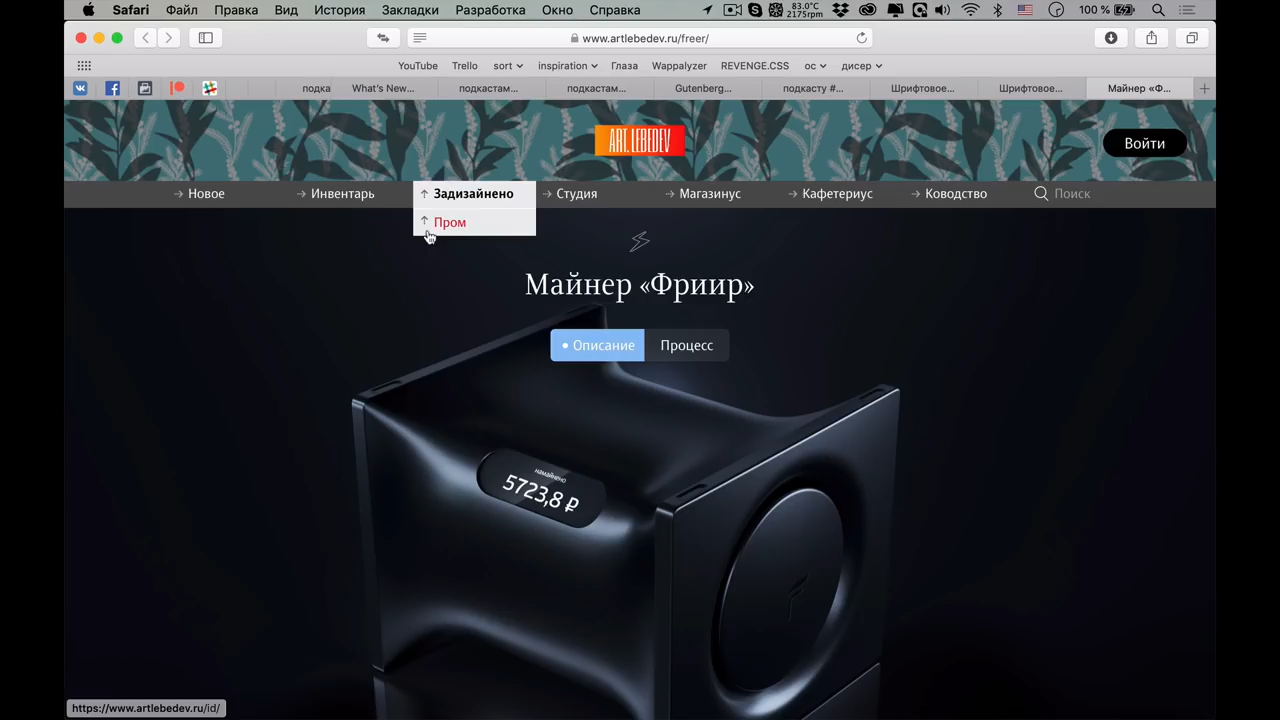 Safari Файл Правка Вид История Закладки Разработка Окно Справка 83.0°C 2175rpm 100 %
www.artlebedev.ru/freer/
YouTube Trello sort inspiration Глаза Wappalyzer REVENGE.CSS ос дисер
подка What's New... подкастам... подкастам... Gutenberg... подкасту #... Шрифтовое... Шрифтовое... Майнер «Ф...
ART. LEBEDEV
Войти
→ Новое → Инвентарь ↑ Задизайнено → Студия → Магазинус → Кафетериус → Ководство Поиск
↑ Пром
Майнер «Фриир»
• Описание Процесс
намайнено
5723,8 ₽
https://www.artlebedev.ru/id/